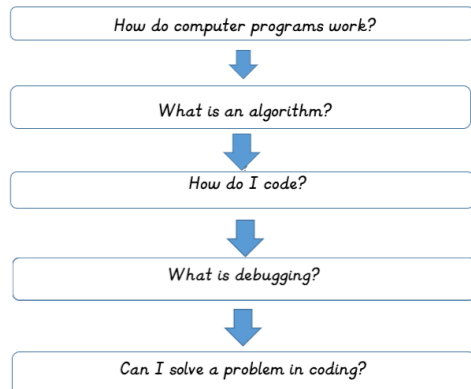 How do computer programs work?
What is an algorithm?
How do I code?
What is debugging?
Can I solve a problem in coding?